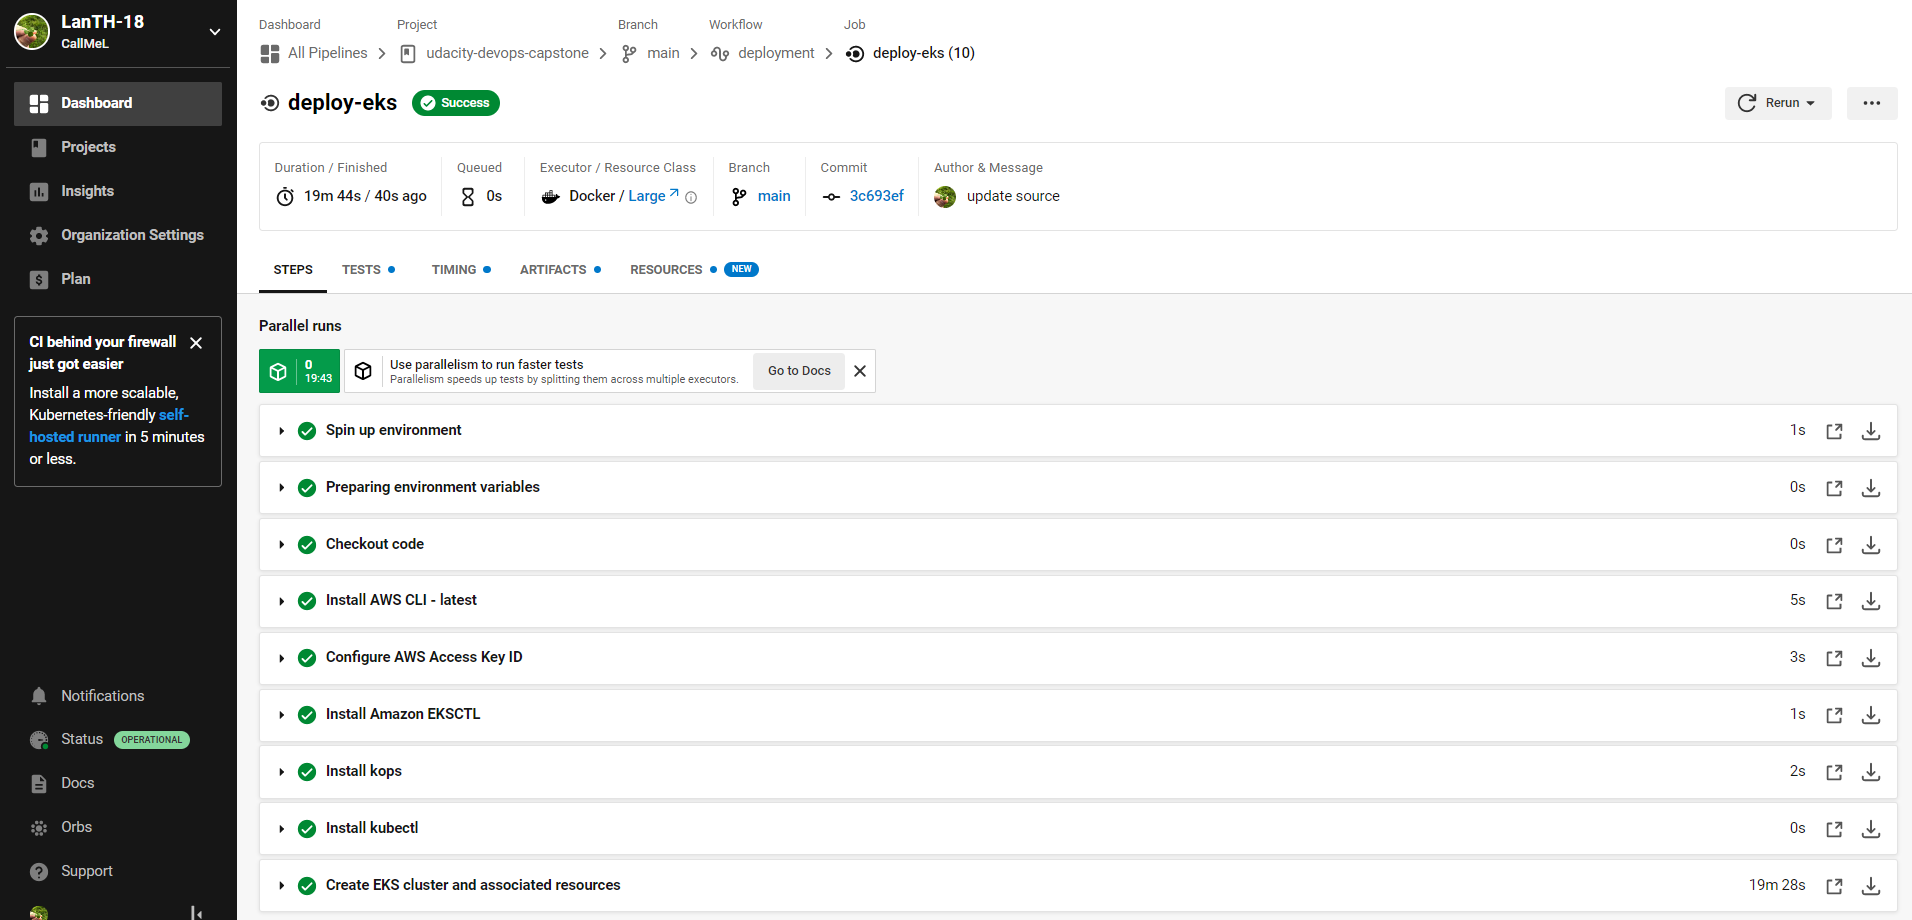 LanTH-18
CallMeL
Dashboard
Projects
Insights
Organization Settings
Plan
CI behind your firewall
just got easier
Install a more scalable,
Kubernetes-friendly self-
hosted runner in 5 minutes
or less.
Notifications
Status OPERATIONAL
Docs
Orbs
Support
Dashboard Project Branch Workflow Job
All Pipelines udacity-devops-capstone main deployment deploy-eks (10)
deploy-eks Success
Rerun
Duration / Finished Queued Executor / Resource Class Branch Commit Author & Message
19m 44s / 40s ago 0s Docker / Large main 3c693ef update source
STEPS TESTS TIMING ARTIFACTS RESOURCES NEW
Parallel runs
0
19:43
Use parallelism to run faster tests
Parallelism speeds up tests by splitting them across multiple executors.
Go to Docs
Spin up environment 1s
Preparing environment variables 0s
Checkout code 0s
Install AWS CLI - latest 5s
Configure AWS Access Key ID 3s
Install Amazon EKSCTL 1s
Install kops 2s
Install kubectl 0s
Create EKS cluster and associated resources 19m 28s